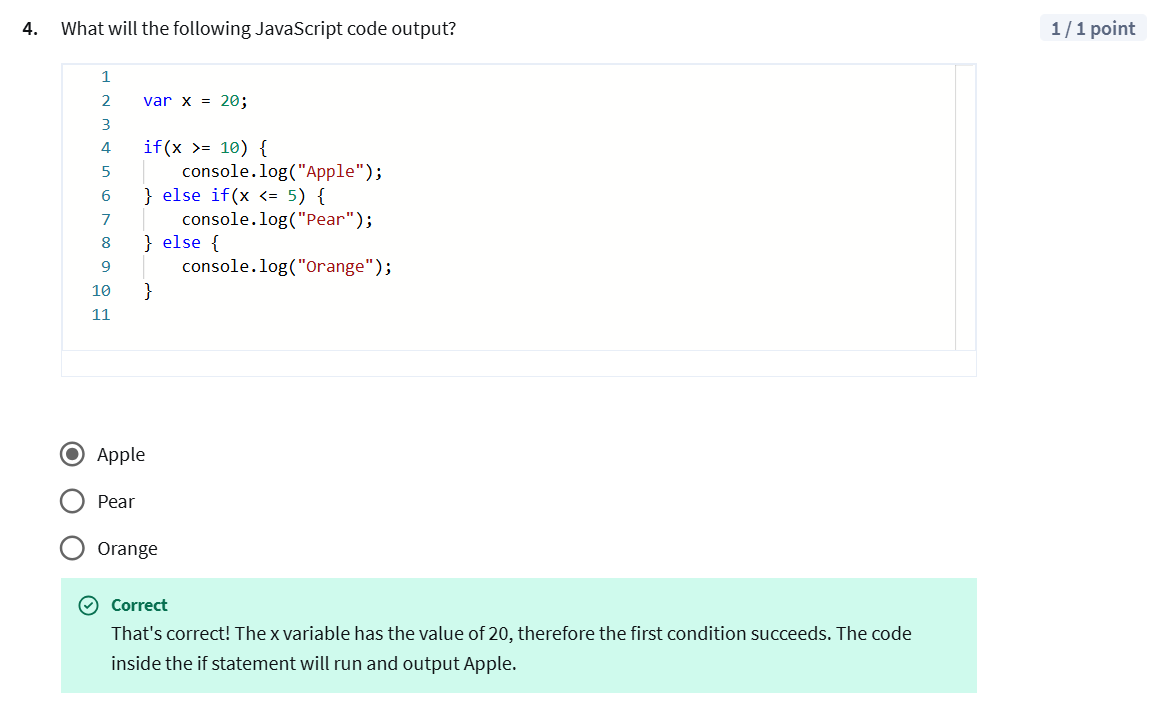 4. What will the following JavaScript code output?
1 / 1 point
1
2 var x = 20;
3
4 if(x >= 10) {
5 console.log("Apple");
6 } else if(x <= 5) {
7 console.log("Pear");
8 } else {
9 console.log("Orange");
10 }
11
Apple
Pear
Orange
Correct
That's correct! The x variable has the value of 20, therefore the first condition succeeds. The code
inside the if statement will run and output Apple.